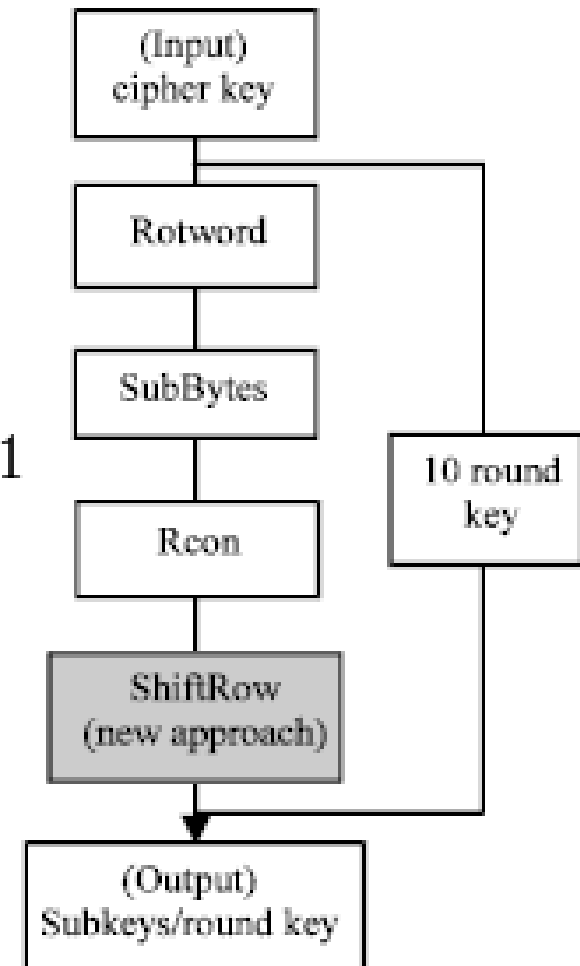 (Input)
cipher key
Rotword
SubBytes
1
10 round
key
Rcon
ShiftRow
(new approach)
(Output)
Subkeys/round key